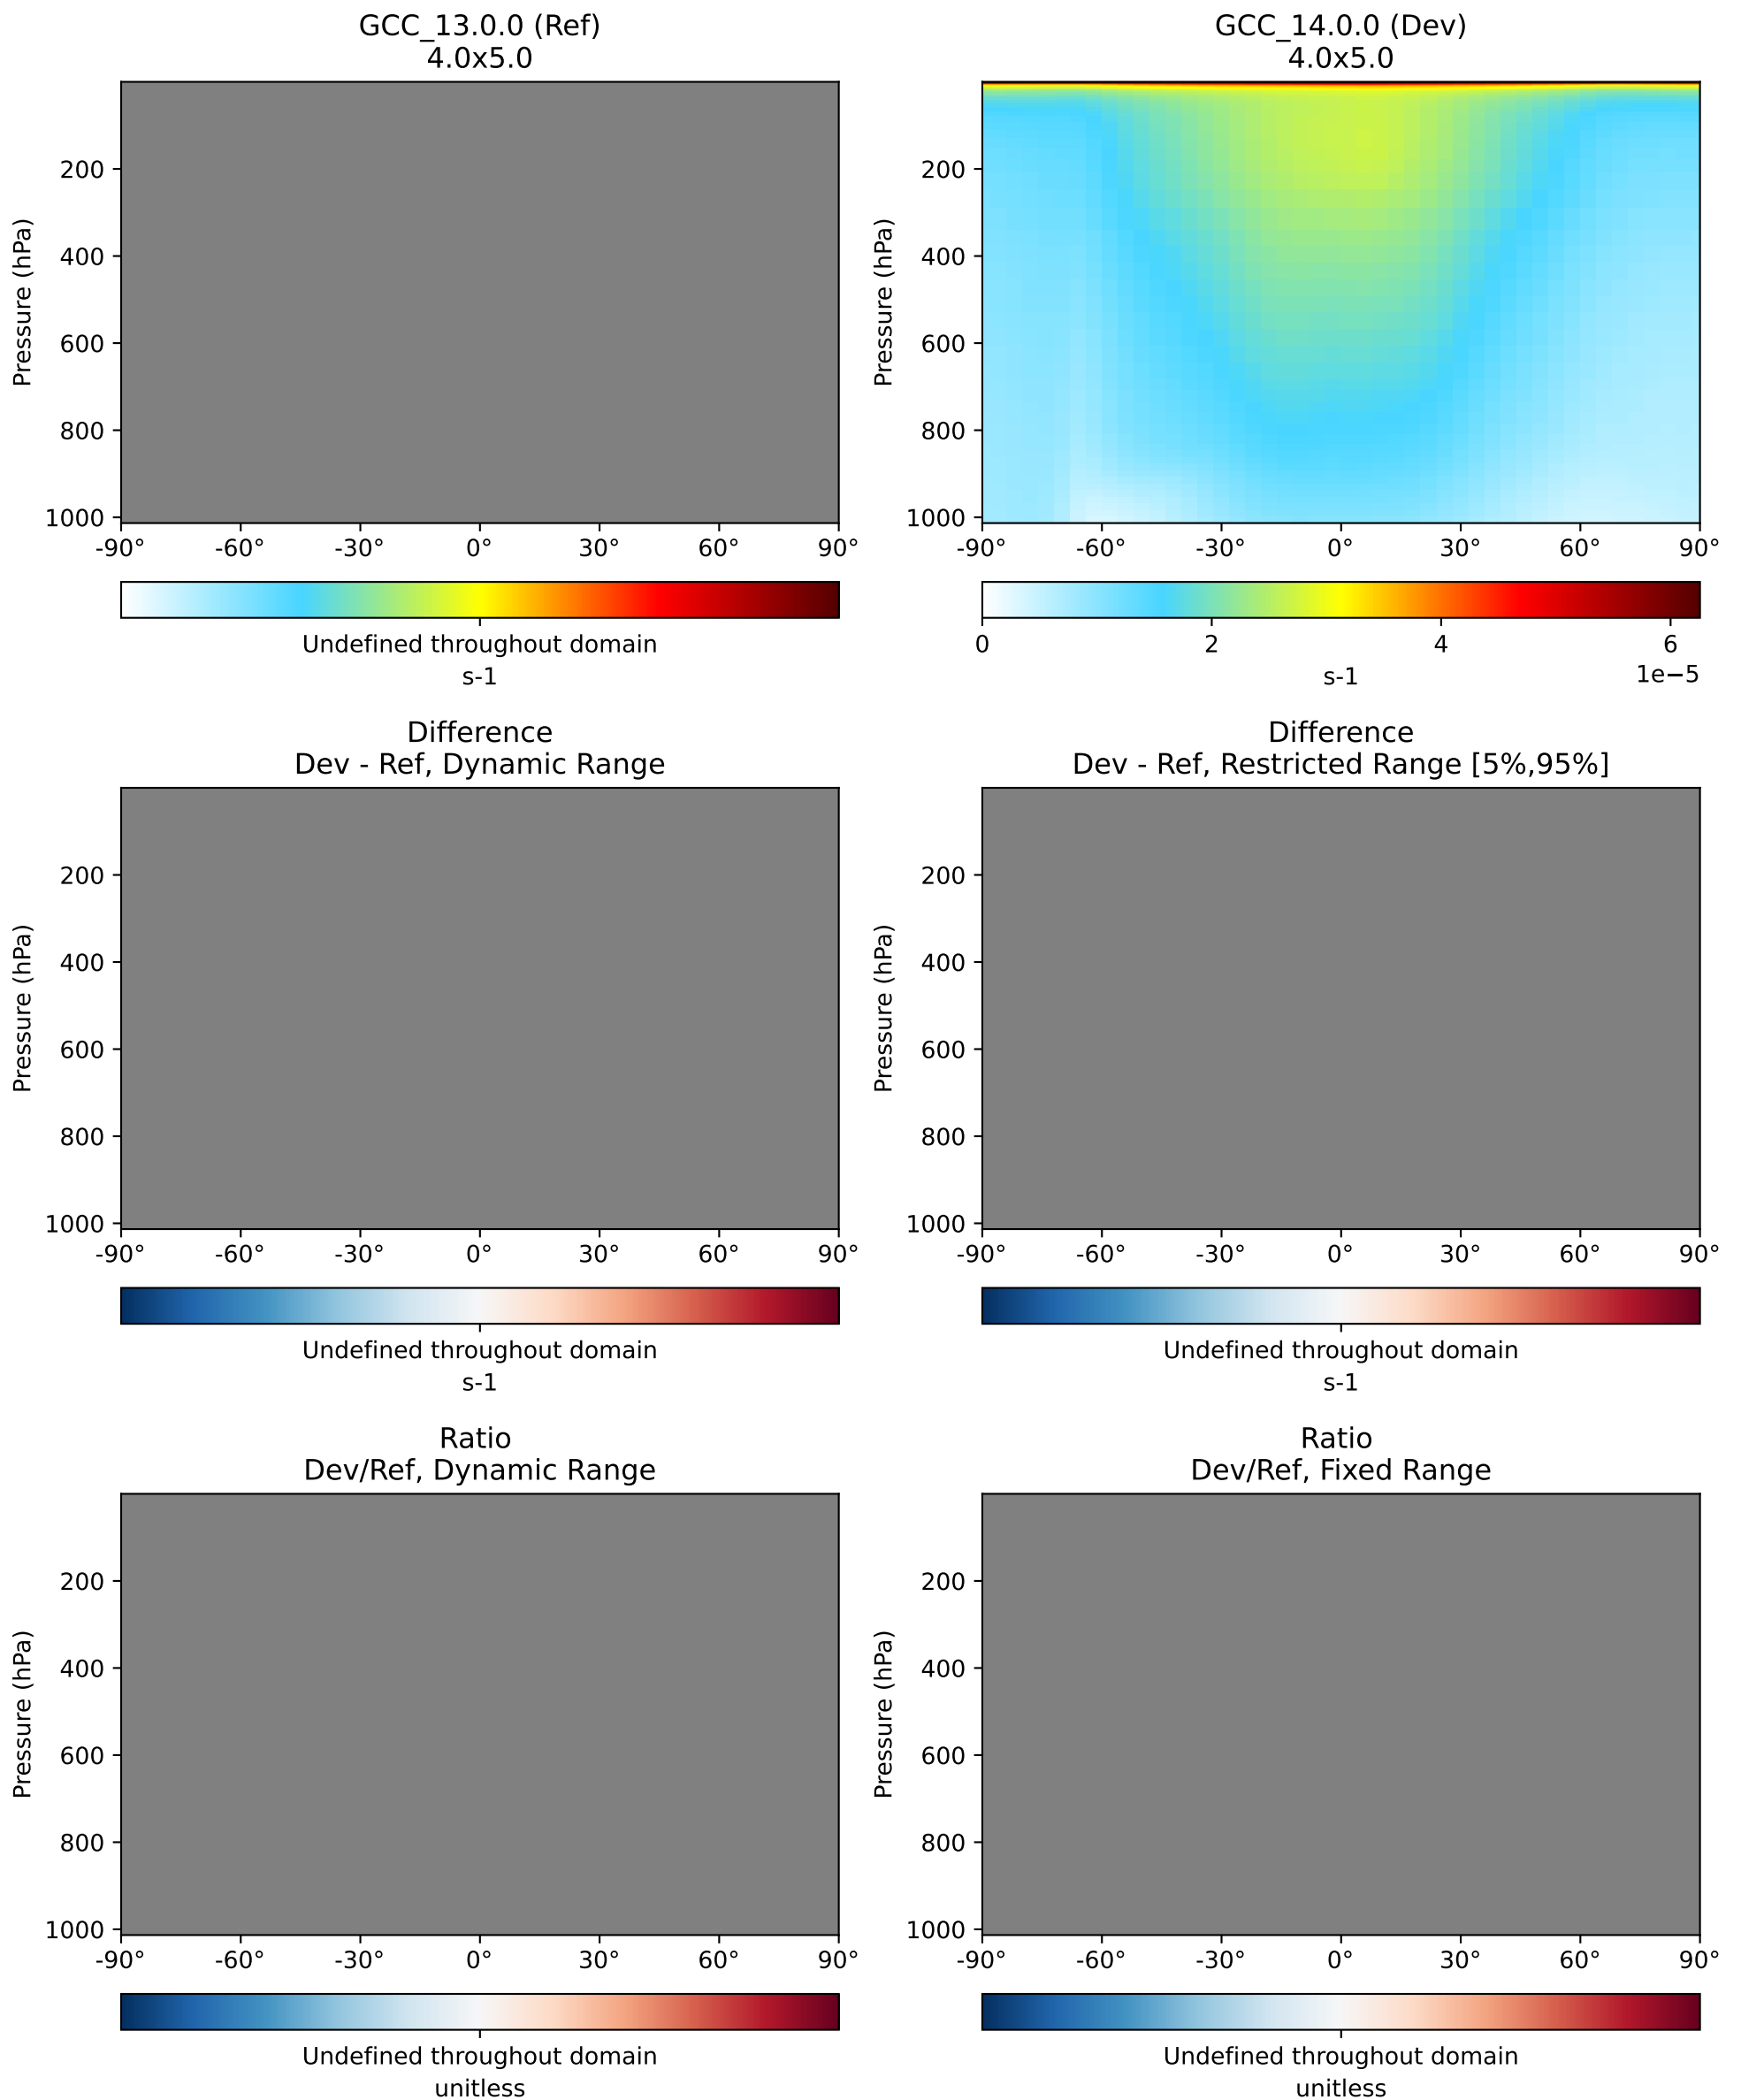 GCC_13.0.0 (Ref)
4.0x5.0
Pressure (hPa)
200
400
600
800
1000
-90° -60° -30° 0° 30° 60° 90°
Undefined throughout domain
s-1
GCC_14.0.0 (Dev)
4.0x5.0
Pressure (hPa)
200
400
600
800
1000
-90° -60° -30° 0° 30° 60° 90°
0 2 4 6
s-1
1e−5
Difference
Dev - Ref, Dynamic Range
Pressure (hPa)
200
400
600
800
1000
-90° -60° -30° 0° 30° 60° 90°
Undefined throughout domain
s-1
Difference
Dev - Ref, Restricted Range [5%,95%]
Pressure (hPa)
200
400
600
800
1000
-90° -60° -30° 0° 30° 60° 90°
Undefined throughout domain
s-1
Ratio
Dev/Ref, Dynamic Range
Pressure (hPa)
200
400
600
800
1000
-90° -60° -30° 0° 30° 60° 90°
Undefined throughout domain
unitless
Ratio
Dev/Ref, Fixed Range
Pressure (hPa)
200
400
600
800
1000
-90° -60° -30° 0° 30° 60° 90°
Undefined throughout domain
unitless